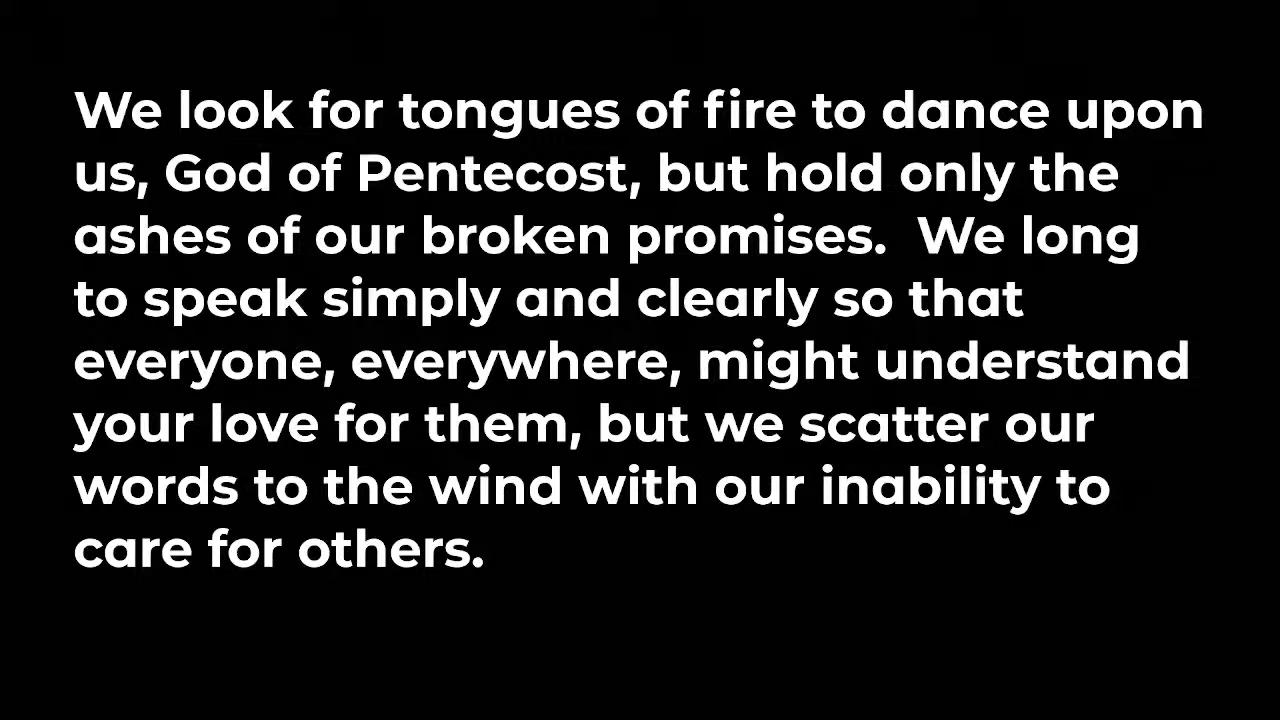 We look for tongues of fire to dance upon
us, God of Pentecost, but hold only the
ashes of our broken promises.  We long
to speak simply and clearly so that
everyone, everywhere, might understand
your love for them, but we scatter our
words to the wind with our inability to
care for others.